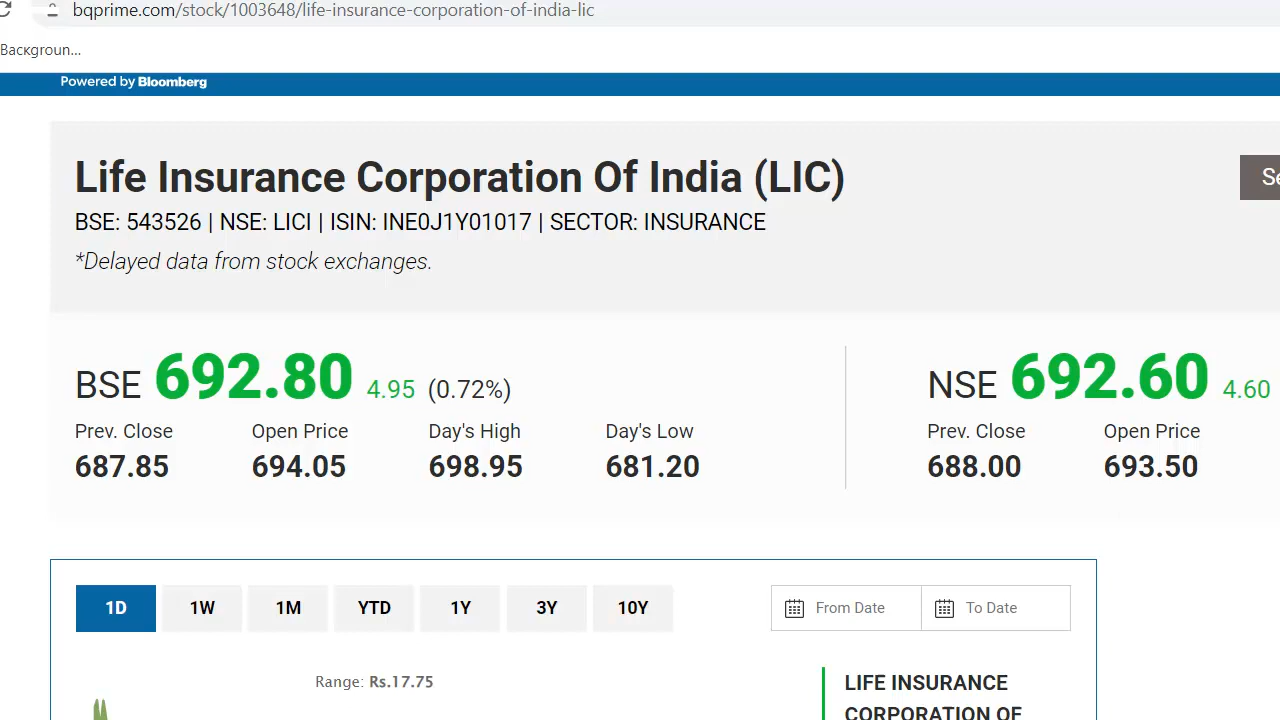 bqprime.com/stock/1003648/life-insurance-corporation-of-india-lic
Backgroun...
Powered by Bloomberg
Life Insurance Corporation Of India (LIC)
BSE: 543526 | NSE: LICI | ISIN: INE0J1Y01017 | SECTOR: INSURANCE
*Delayed data from stock exchanges.
Se
BSE 692.80 4.95 (0.72%)
Prev. Close Open Price Day's High Day's Low
687.85 694.05 698.95 681.20
NSE 692.60 4.60
Prev. Close Open Price
688.00 693.50
1D 1W 1M YTD 1Y 3Y 10Y
From Date To Date
Range: Rs.17.75
LIFE INSURANCE
CORPORATION OF